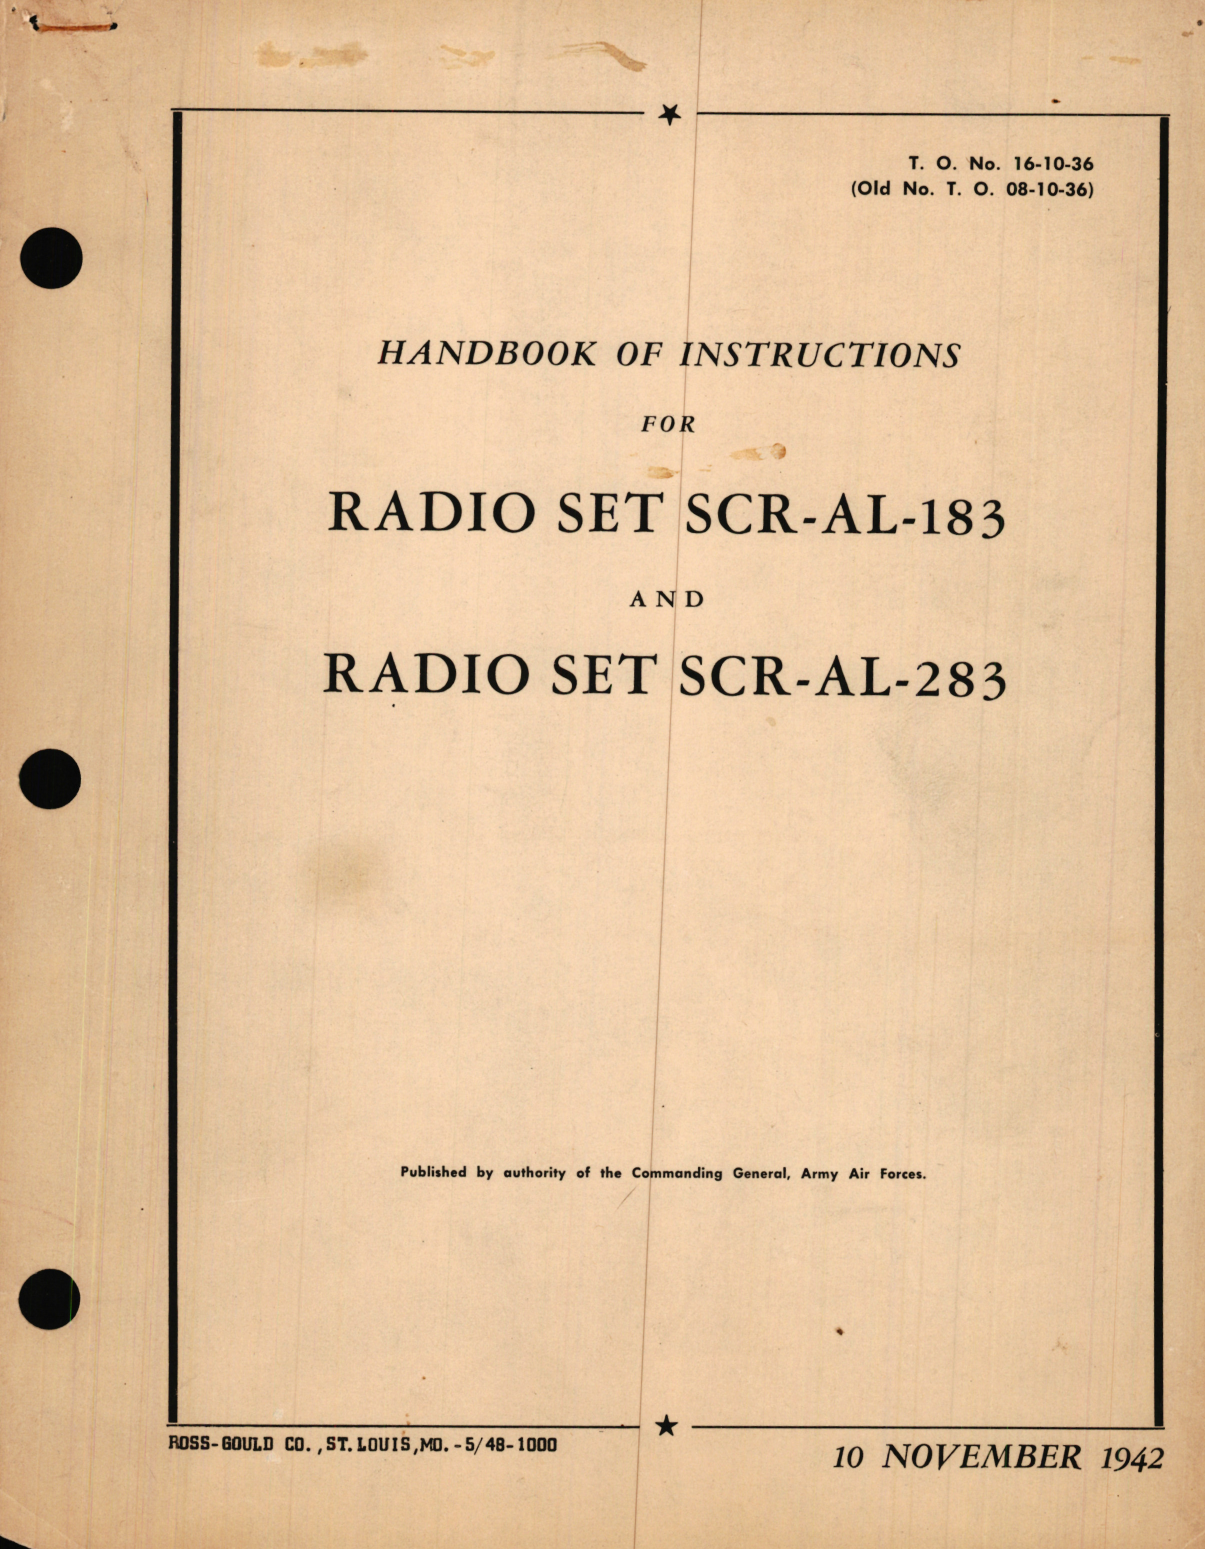 T. O. No. 16-10-36
(Old No. T. O. 08-10-36)
HANDBOOK OF INSTRUCTIONS
FOR
RADIO SET SCR-AL-183
AND
RADIO SET SCR-AL-283
Published by authority of the Commanding General, Army Air Forces.
ROSS-GOULD CO.,ST.LOUIS,MO.-5/48-1000
10 NOVEMBER 1942